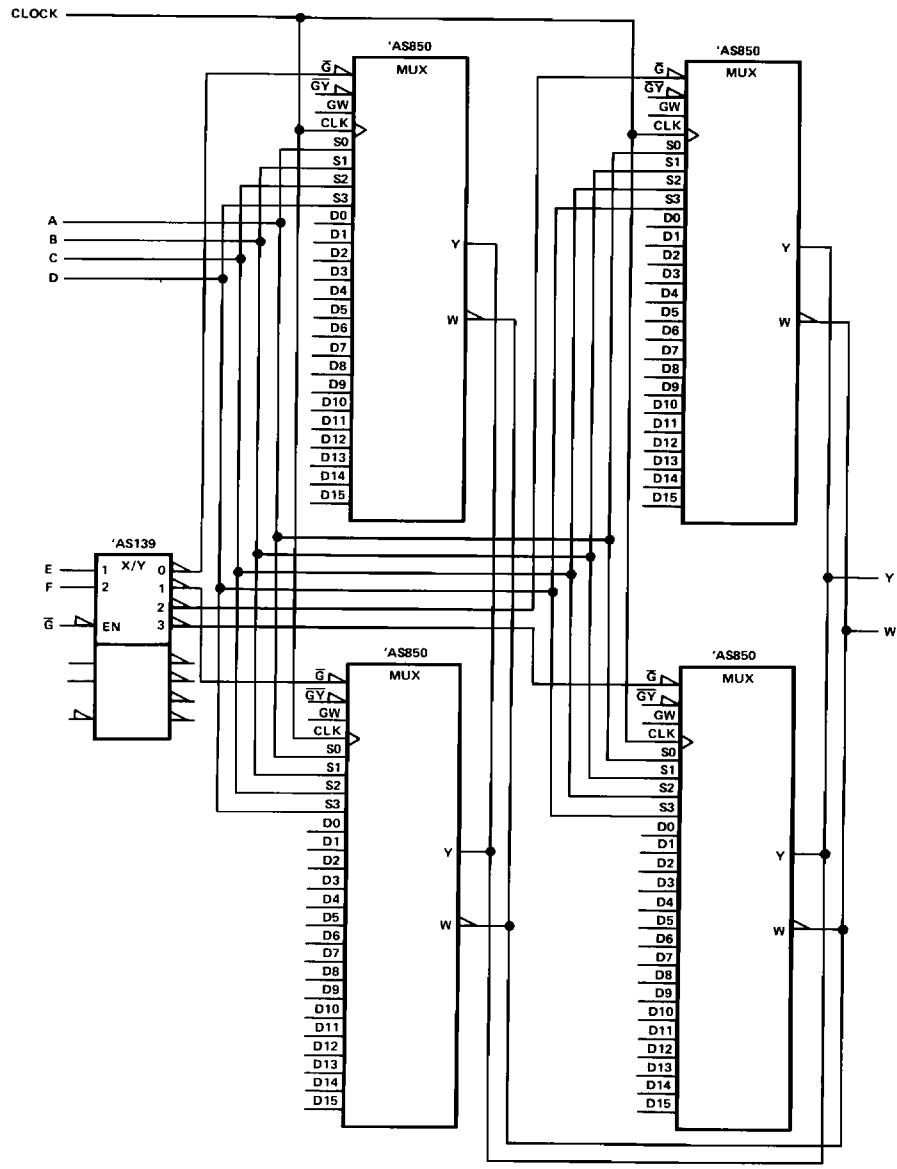 CLOCK
'AS850
MUX
G̅
G̅Y̅
GW
CLK
S0
S1
S2
S3
D0
D1
D2
D3
D4
D5
D6
D7
D8
D9
D10
D11
D12
D13
D14
D15
Y
W
'AS850
MUX
G̅
G̅Y̅
GW
CLK
S0
S1
S2
S3
D0
D1
D2
D3
D4
D5
D6
D7
D8
D9
D10
D11
D12
D13
D14
D15
Y
W
A
B
C
D
'AS139
X/Y
E
F
G̅
1
2
EN
0
1
2
3
Y
W
'AS850
MUX
G̅
G̅Y̅
GW
CLK
S0
S1
S2
S3
D0
D1
D2
D3
D4
D5
D6
D7
D8
D9
D10
D11
D12
D13
D14
D15
Y
W
'AS850
MUX
G̅
G̅Y̅
GW
CLK
S0
S1
S2
S3
D0
D1
D2
D3
D4
D5
D6
D7
D8
D9
D10
D11
D12
D13
D14
D15
Y
W